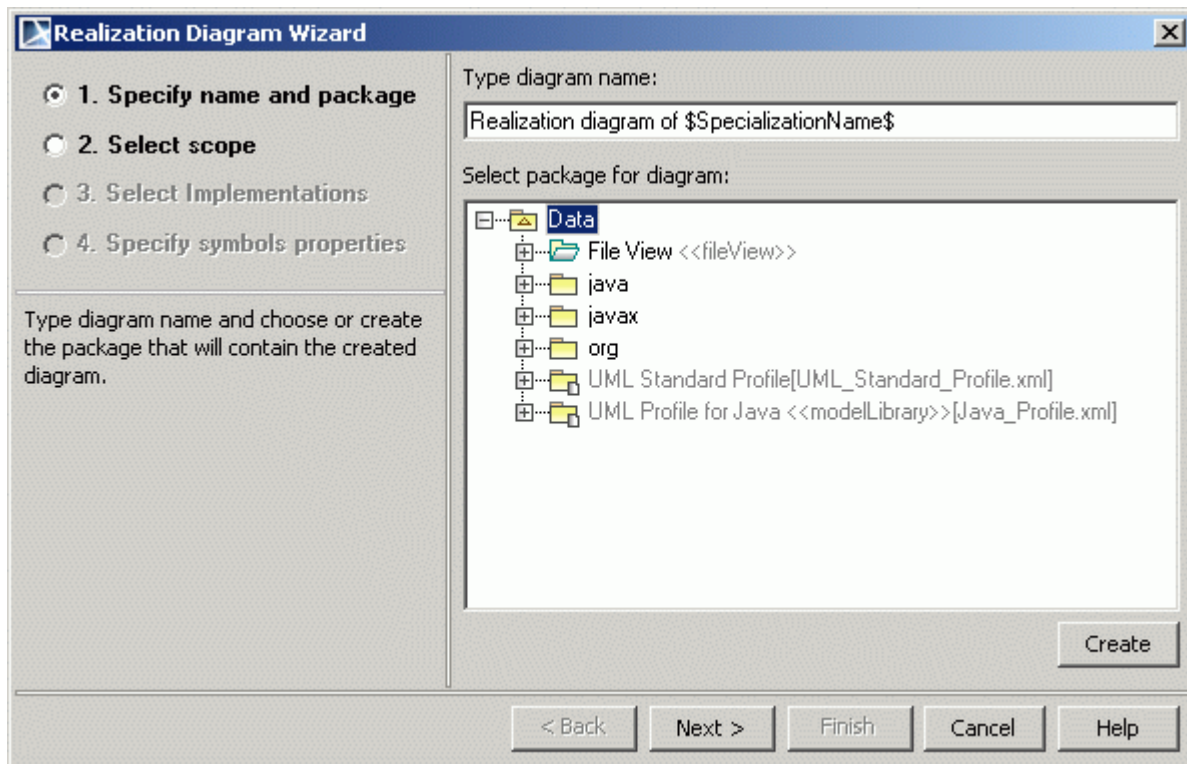 Realization Diagram Wizard
1. Specify name and package
2. Select scope
3. Select Implementations
4. Specify symbols properties
Type diagram name and choose or create
the package that will contain the created
diagram.
Type diagram name:
Realization diagram of $SpecializationName$
Select package for diagram:
Data
File View <<fileView>>
java
javax
org
UML Standard Profile[UML_Standard_Profile.xml]
UML Profile for Java <<modelLibrary>>[Java_Profile.xml]
Create
< Back
Next >
Finish
Cancel
Help